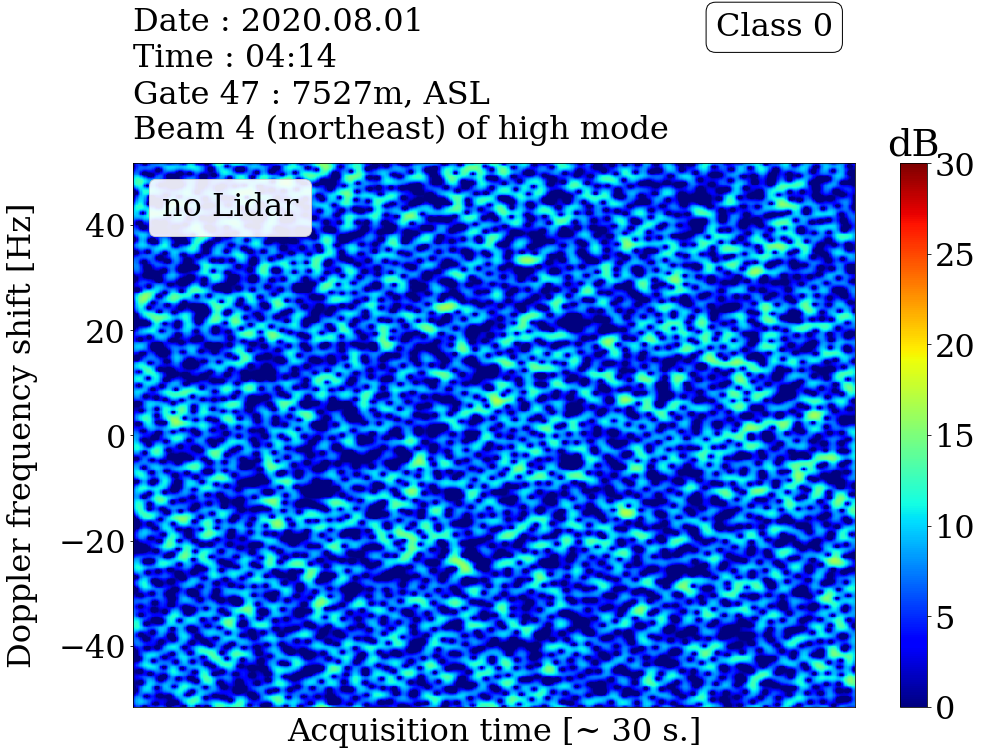 Date : 2020.08.01
Time : 04:14
Gate 47 : 7527m, ASL
Beam 4 (northeast) of high mode
Class 0
dB
no Lidar
Doppler frequency shift [Hz]
40
20
0
−20
−40
30
25
20
15
10
5
0
Acquisition time [~ 30 s.]